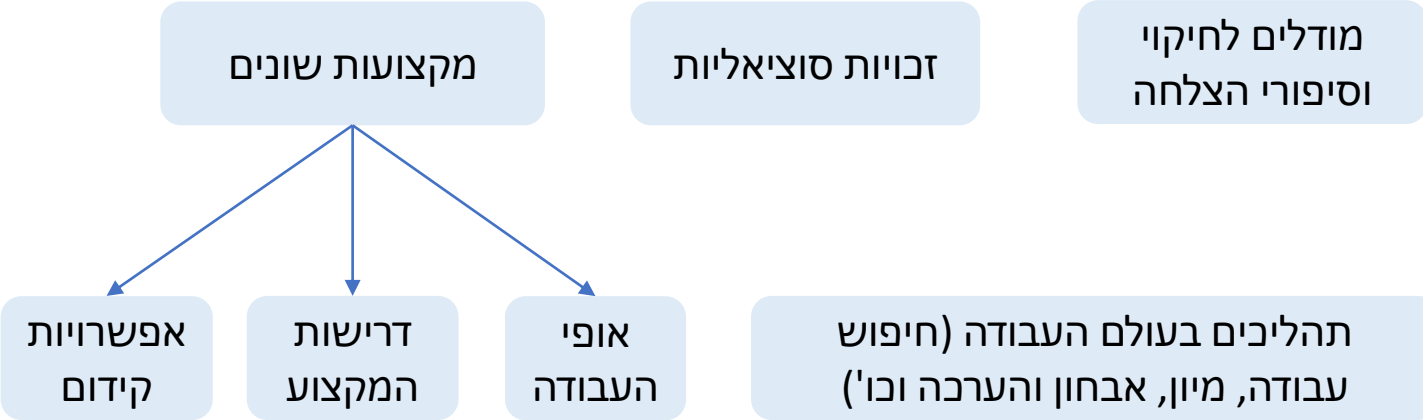 מודלים לחיקוי
וסיפורי הצלחה
זכויות סוציאליות
מקצועות שונים
תהליכים בעולם העבודה (חיפוש
עבודה, מיון, אבחון והערכה וכו')
אופי
העבודה
דרישות
המקצוע
אפשרויות
קידום